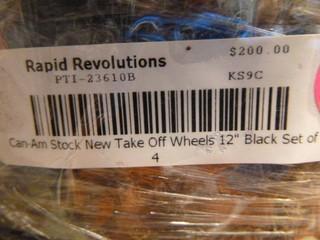 Rapid Revolutions $200.00
PTI-23610B KS9C
Can-Am Stock New Take Off Wheels 12" Black Set of
4